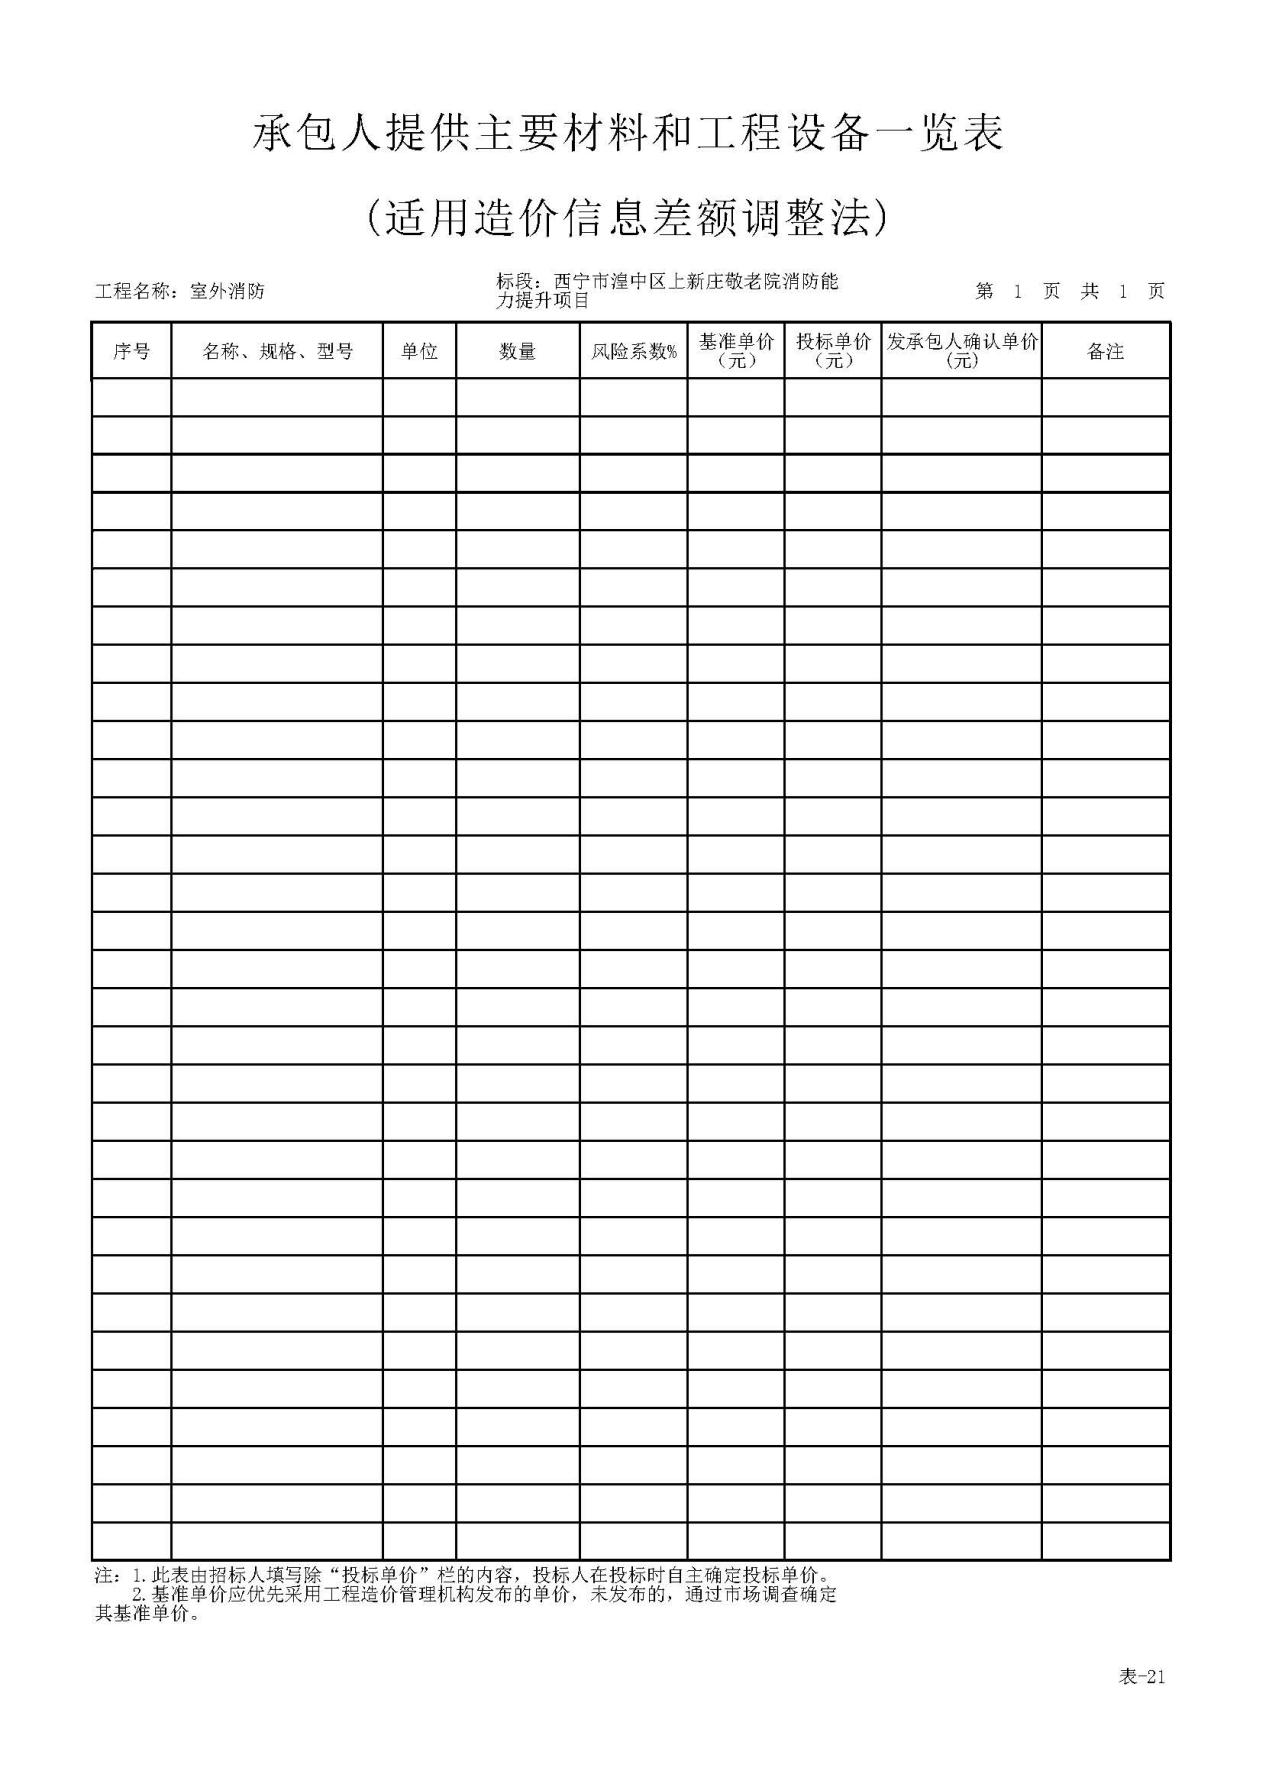 承包人提供主要材料和工程设备一览表
(适用造价信息差额调整法)
工程名称：室外消防
标段：西宁市湟中区上新庄敬老院消防能
力提升项目
第 1 页 共 1 页
序号 名称、规格、型号 单位 数量 风险系数% 基准单价 投标单价 发承包人确认单价 备注
（元） （元） (元)
注：1.此表由招标人填写除“投标单价”栏的内容，投标人在投标时自主确定投标单价。
2.基准单价应优先采用工程造价管理机构发布的单价，未发布的，通过市场调查确定
其基准单价。
表-21